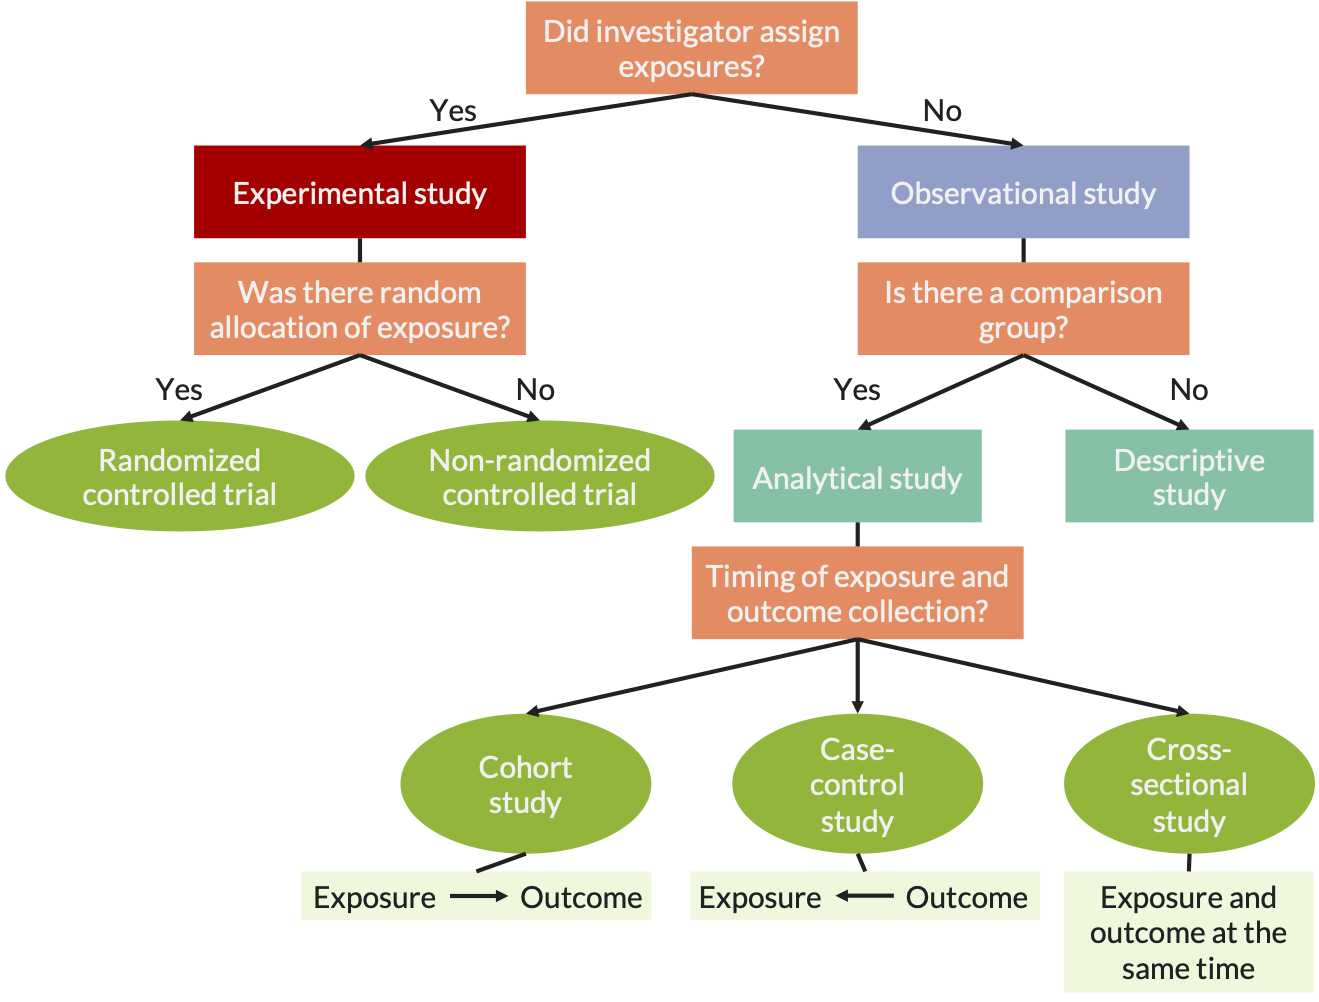 Did investigator assign
exposures?
Yes
No
Experimental study
Observational study
Was there random
allocation of exposure?
Is there a comparison
group?
Yes
No
Yes
No
Randomized
controlled trial
Non-randomized
controlled trial
Analytical study
Descriptive
study
Timing of exposure and
outcome collection?
Cohort
study
Case-
control
study
Cross-
sectional
study
Exposure
Outcome
Exposure
Outcome
Exposure and
outcome at the
same time